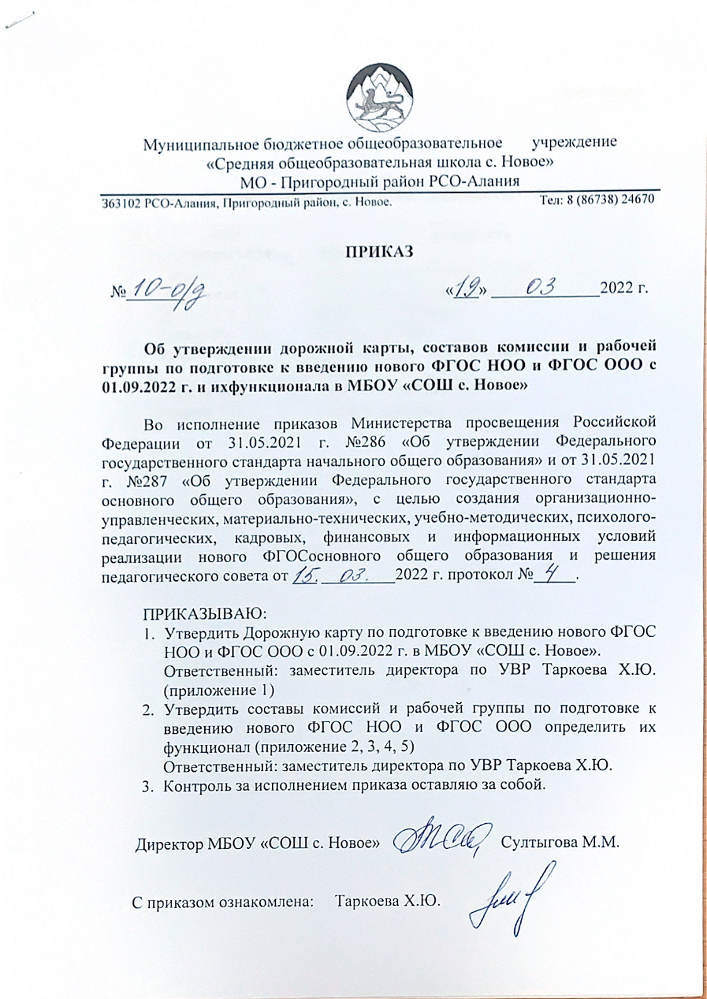 Муниципальное бюджетное общеобразовательное учреждение
«Средняя общеобразовательная школа с. Новое»
МО - Пригородный район РСО-Алания
363102 РСО-Алания, Пригородный район, с. Новое. Тел: 8 (86738) 24670
ПРИКАЗ
№ 10-о/д «19» 03 2022 г.
Об утверждении дорожной карты, составов комиссии и рабочей
группы по подготовке к введению нового ФГОС НОО и ФГОС ООО с
01.09.2022 г. и ихфункционала в МБОУ «СОШ с. Новое»
Во исполнение приказов Министерства просвещения Российской
Федерации от 31.05.2021 г. №286 «Об утверждении Федерального
государственного стандарта начального общего образования» и от 31.05.2021
г. №287 «Об утверждении Федерального государственного стандарта
основного общего образования», с целью создания организационно-
управленческих, материально-технических, учебно-методических, психолого-
педагогических, кадровых, финансовых и информационных условий
реализации нового ФГОСосновного общего образования и решения
педагогического совета от 15. 03. 2022 г. протокол № 4.
ПРИКАЗЫВАЮ:
1. Утвердить Дорожную карту по подготовке к введению нового ФГОС
НОО и ФГОС ООО с 01.09.2022 г. в МБОУ «СОШ с. Новое».
Ответственный: заместитель директора по УВР Таркоева Х.Ю.
(приложение 1)
2. Утвердить составы комиссий и рабочей группы по подготовке к
введению нового ФГОС НОО и ФГОС ООО определить их
функционал (приложение 2, 3, 4, 5)
Ответственный: заместитель директора по УВР Таркоева Х.Ю.
3. Контроль за исполнением приказа оставляю за собой.
Директор МБОУ «СОШ с. Новое» Султыгова М.М.
С приказом ознакомлена: Таркоева Х.Ю.